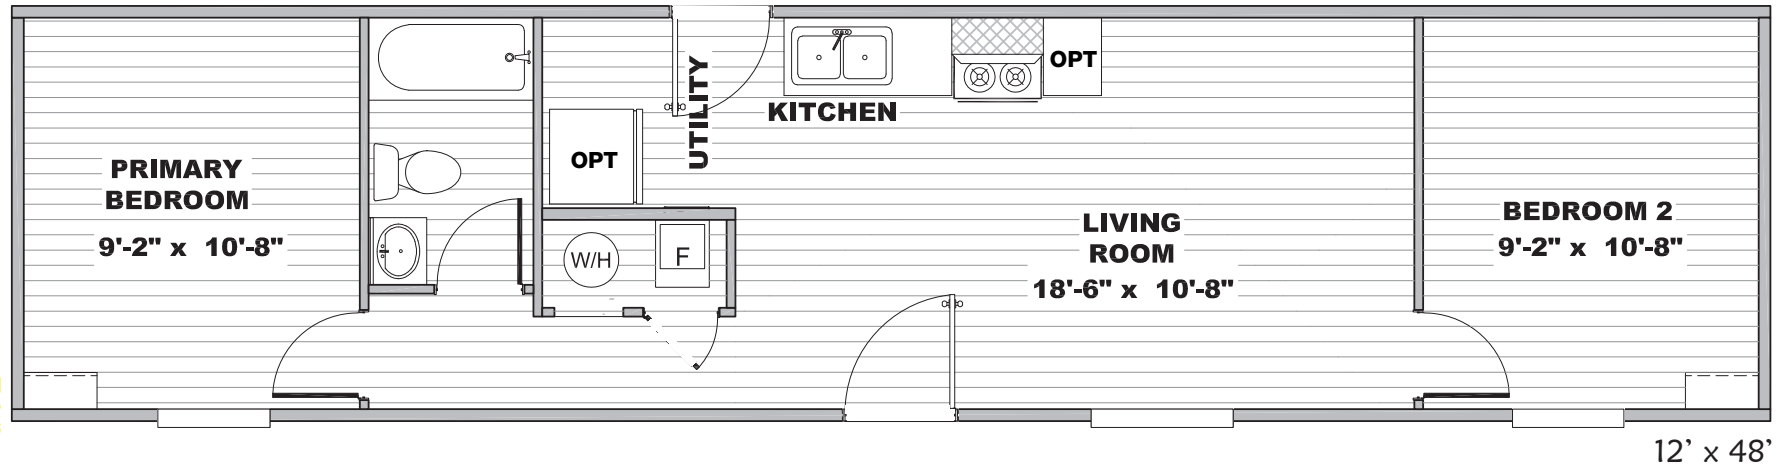 PRIMARY
BEDROOM
9'-2" x 10'-8"
OPT
UTILITY
W/H
F
KITCHEN
OPT
LIVING
ROOM
18'-6" x 10'-8"
BEDROOM 2
9'-2" x 10'-8"
12' x 48'